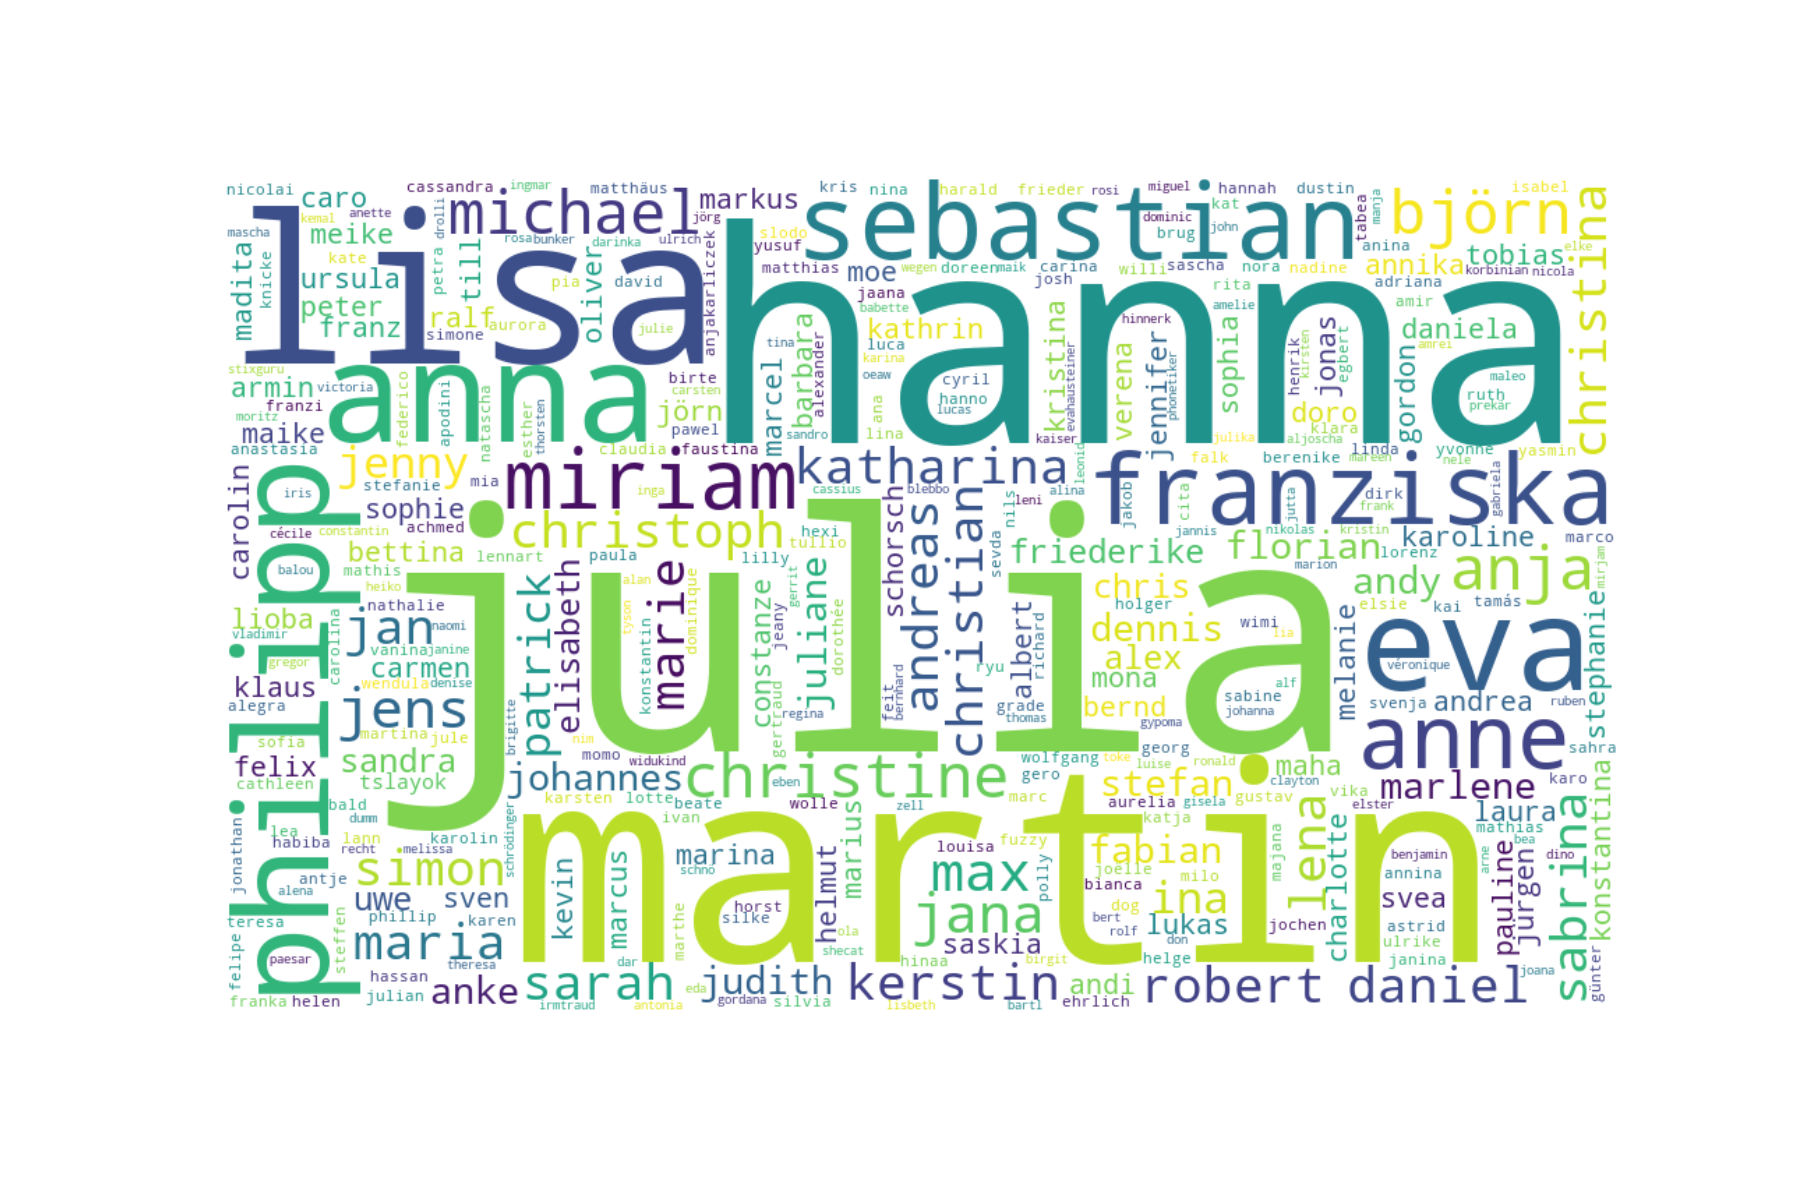 nicolai
caro
cassandra
ingmar
matthäus
michael
markus
kris
nina
harald
frieder
rosi
miguel
hannah
dustin
sebastian
björn
isabel
christina
kemal
anette
drolli
jörg
kat
dominic
brug
john
tabea
manja
mascha
meike
lisa
rosa
bunker
darinka
ulrich
slodo
yusuf
hanna
anina
tobias
elke
madita
knicke
kate
ursula
petra
till
pia
oliver
david
anjakarliczek
matthias
moe
wegen
doreen
maik
carina
josh
willi
sascha
nora
nadine
annika
korbinian
nicola
adriana
peter
franz
ralf
aurora
simone
julie
jaana
babette
kathrin
luca
karina
kristina
hinnerk
rita
amelie
amir
daniela
gordon
amrei
stixguru
armin
victoria
anna
federico
apodini
natascha
esther
thorsten
birte
carsten
tina
barbara
alexander
oeaw
cyril
hanno
lucas
evahausteiner
verena
jennifer
phonetiker
sophia
henrik
kirsten
jonas
egbert
maleo
ruth
prekär
franzi
moritz
maike
anastasia
jenny
jörn
pawel
claudia
faustina
marcel
sandro
ana
lina
kaiser
julika
doro
klara
aljoscha
linda
mareen
yvonne
nele
yasmin
carolin
philipp
iris
stefanie
mia
sophie
achmed
miriam
inga
katharina
cassius
blebbo
leni
alina
leonid
franziska
falk
berenike
jakob
cita
jutta
dirk
frank
gabriela
cécile
constantin
bettina
lennart
christoph
paula
lilly
hexi
tullio
schorsch
andreas
christian
nils
sevda
friederike
jannis
florian
nikolas
kristin
marion
lorenz
karoline
marco
balou
mathis
heiko
julia
patrick
elisabeth
alan
tyson
marie
dominique
konstantin
constanze
gerrit
jeany
juliane
dorothée
chris
holger
andy
anja
mirjam
elsie
kai
tamás
lioba
vladimir
gregor
carolina
nathalie
jan
naomi
vanina
janine
carmen
wendula
denise
feit
bernhard
ryu
albert
richard
dennis
alex
mona
bernd
wimi
lia
melanie
eva
véronique
stephanie
klaus
alegra
jens
martina
jule
brigitte
gertraud
regina
grade
thomas
gypoma
sabine
johanna
alf
svenja
andrea
ruben
sofia
felix
cathleen
sandra
tslayok
nim
momo
widukind
johannes
christine
eben
wolfgang
gero
toke
luise
georg
ronald
stefan
maha
clayton
anne
sahra
jonathan
bald
dumm
lea
habiba
lann
recht
karolin
melissa
schrödinger
karsten
lotte
beate
ivan
wolle
marius
zell
marc
martin
aurelia
gisela
gustav
katja
vika
elster
marlene
karo
laura
mathias
bea
konstantina
alena
antje
simon
kevin
marcus
marina
schno
helmut
louisa
fuzzy
max
polly
fabian
joëlle
milo
bianca
majana
lena
charlotte
benjamin
annina
arne
pauline
jürgen
dino
sabrina
teresa
steffen
phillip
uwe
sven
karen
marthe
horst
silke
ola
shecat
jana
saskia
dog
bert
rolf
ina
lukas
don
jochen
svea
astrid
ulrike
janina
felipe
paesar
maria
theresa
dar
hinaa
birgit
helge
franka
helen
hassan
julian
anke
sarah
irmtraud
antonia
eda
judith
gordana
silvia
kerstin
lisbeth
bartl
andi
ehrlich
robert
daniel
joana
günter